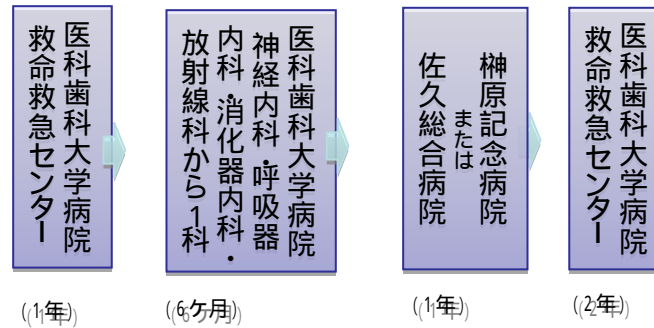 医科歯科大学病院
救命救急センター
医科歯科大学病院
神経内科・呼吸器
内科・消化器内科・
放射線科から1科
榊原記念病院
または
佐久総合病院
医科歯科大学病院
救命救急センター
(1年)
(6ケ月)
(1年)
(2年)